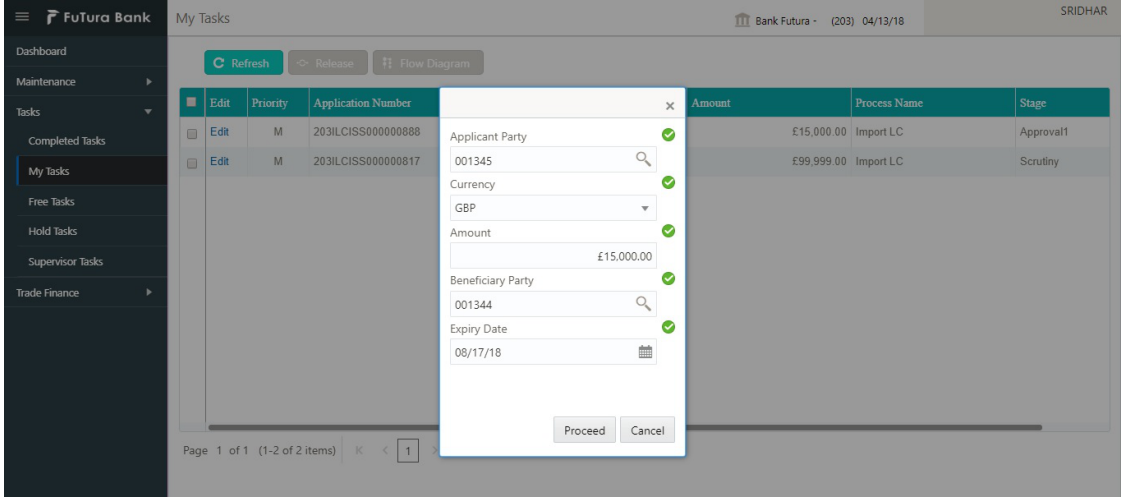 FuTura Bank
My Tasks
Bank Futura - (203) 04/13/18
SRIDHAR
Dashboard
Maintenance
Tasks
Completed Tasks
My Tasks
Free Tasks
Hold Tasks
Supervisor Tasks
Trade Finance
Refresh Release Flow Diagram
Edit Priority Application Number Amount Process Name Stage
Edit M 203ILCISS000000888 £15,000.00 Import LC Approval1
Edit M 203ILCISS000000817 £99,999.00 Import LC Scrutiny
Applicant Party
001345
Currency
GBP
Amount
£15,000.00
Beneficiary Party
001344
Expiry Date
08/17/18
Proceed Cancel
Page 1 of 1 (1-2 of 2 items) K < 1 >